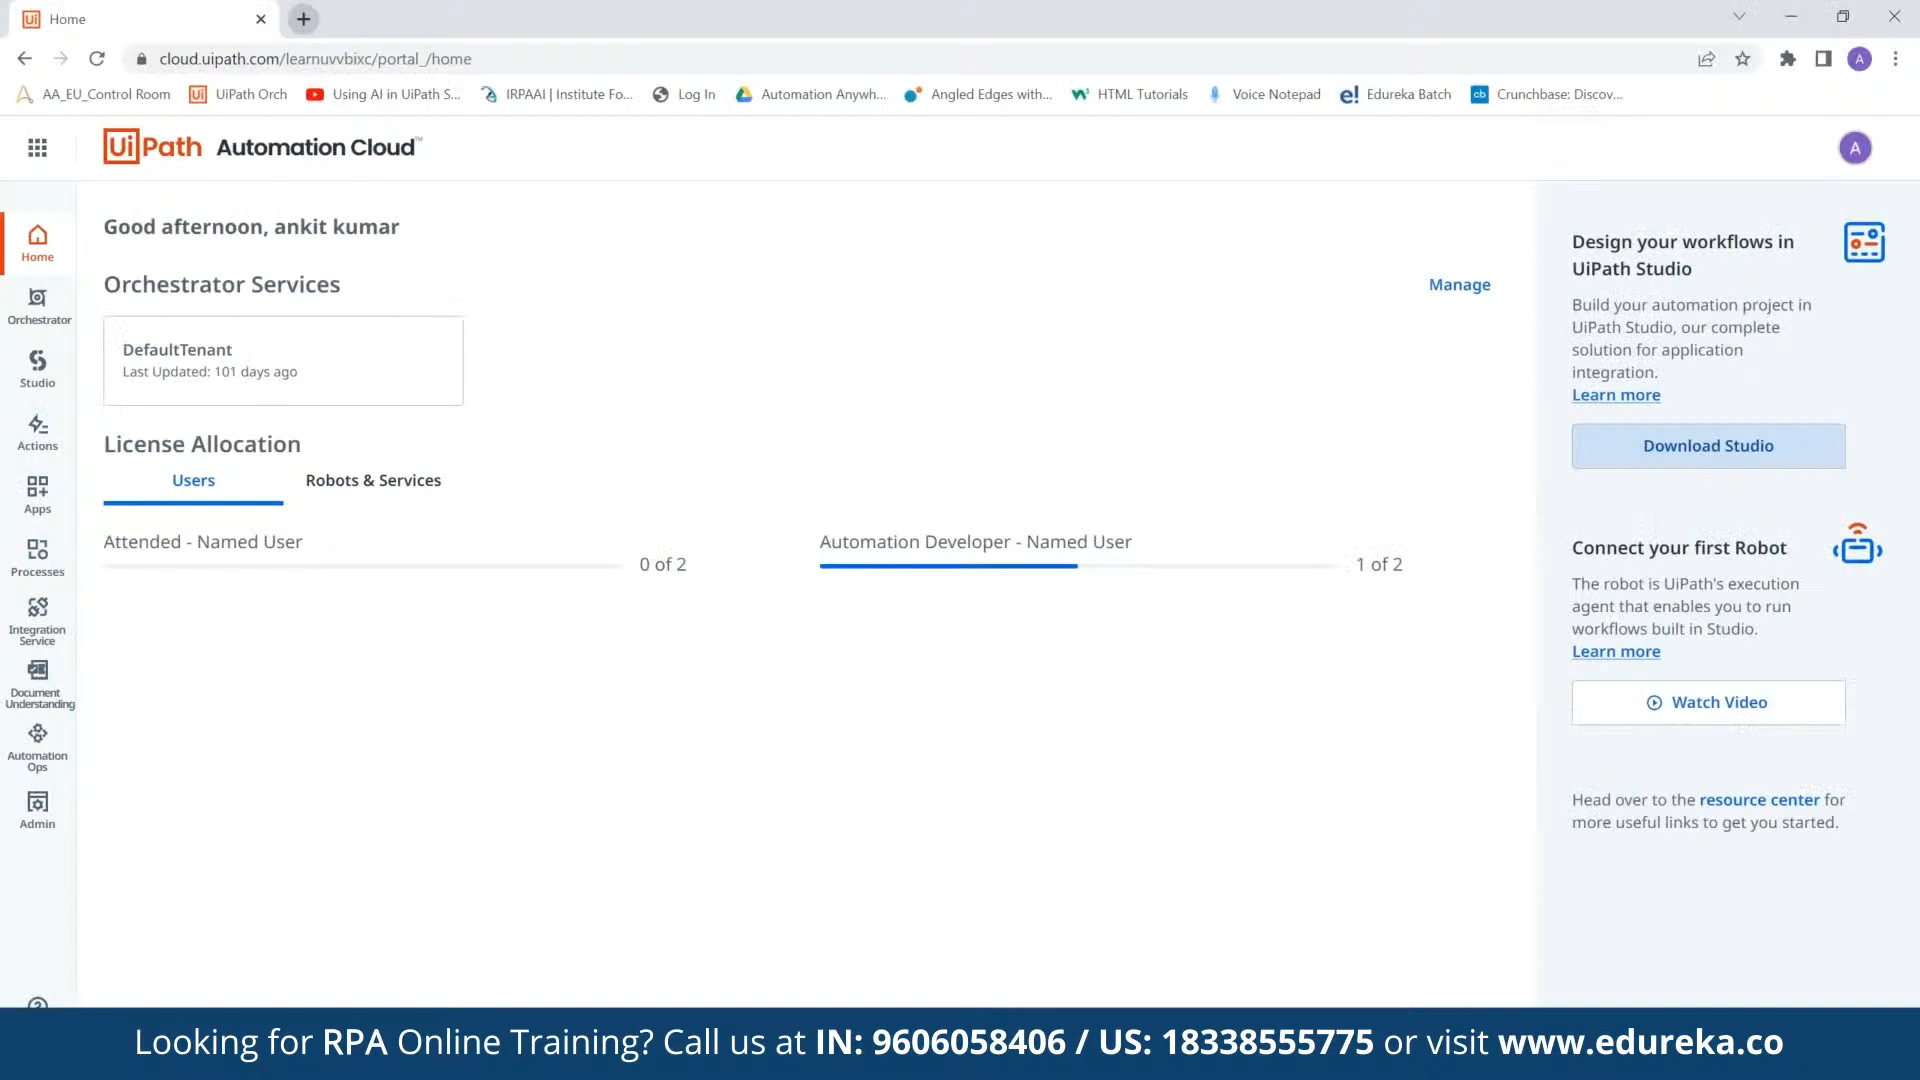 Home
cloud.uipath.com/learnuvvbixc/portal_/home
A
AA_EU_Control Room
UiPath Orch
Using AI in UiPath S...
IRPAAI | Institute Fo...
Log In
Automation Anywh...
Angled Edges with...
HTML Tutorials
Voice Notepad
Edureka Batch
Crunchbase: Discov...
UiPath Automation Cloud™
A
Home
Orchestrator
Studio
Actions
Apps
Processes
Integration
Service
Document
Understanding
Automation
Ops
Admin
Good afternoon, ankit kumar
Orchestrator Services
Manage
DefaultTenant
Last Updated: 101 days ago
License Allocation
Users
Robots & Services
Attended - Named User
0 of 2
Automation Developer - Named User
1 of 2
Design your workflows in
UiPath Studio
Build your automation project in
UiPath Studio, our complete
solution for application
integration.
Learn more
Download Studio
Connect your first Robot
The robot is UiPath's execution
agent that enables you to run
workflows built in Studio.
Learn more
Watch Video
Head over to the resource center for
more useful links to get you started.
Looking for RPA Online Training? Call us at IN: 9606058406 / US: 18338555775 or visit www.edureka.co